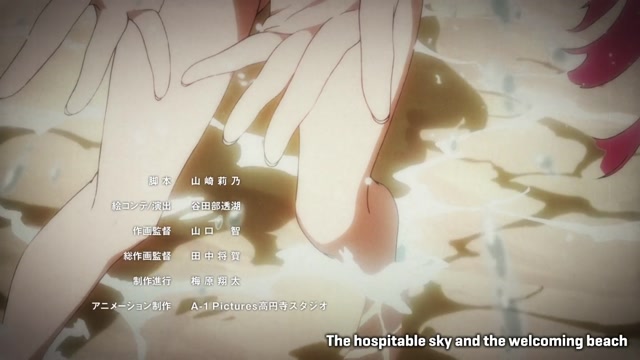 脚本 山崎莉乃
絵コンテ/演出 谷田部透湖
作画監督 山口 智
総作画監督 田中将賀
制作進行 梅原翔太
アニメーション制作 A-1 Pictures高円寺スタジオ
The hospitable sky and the welcoming beach